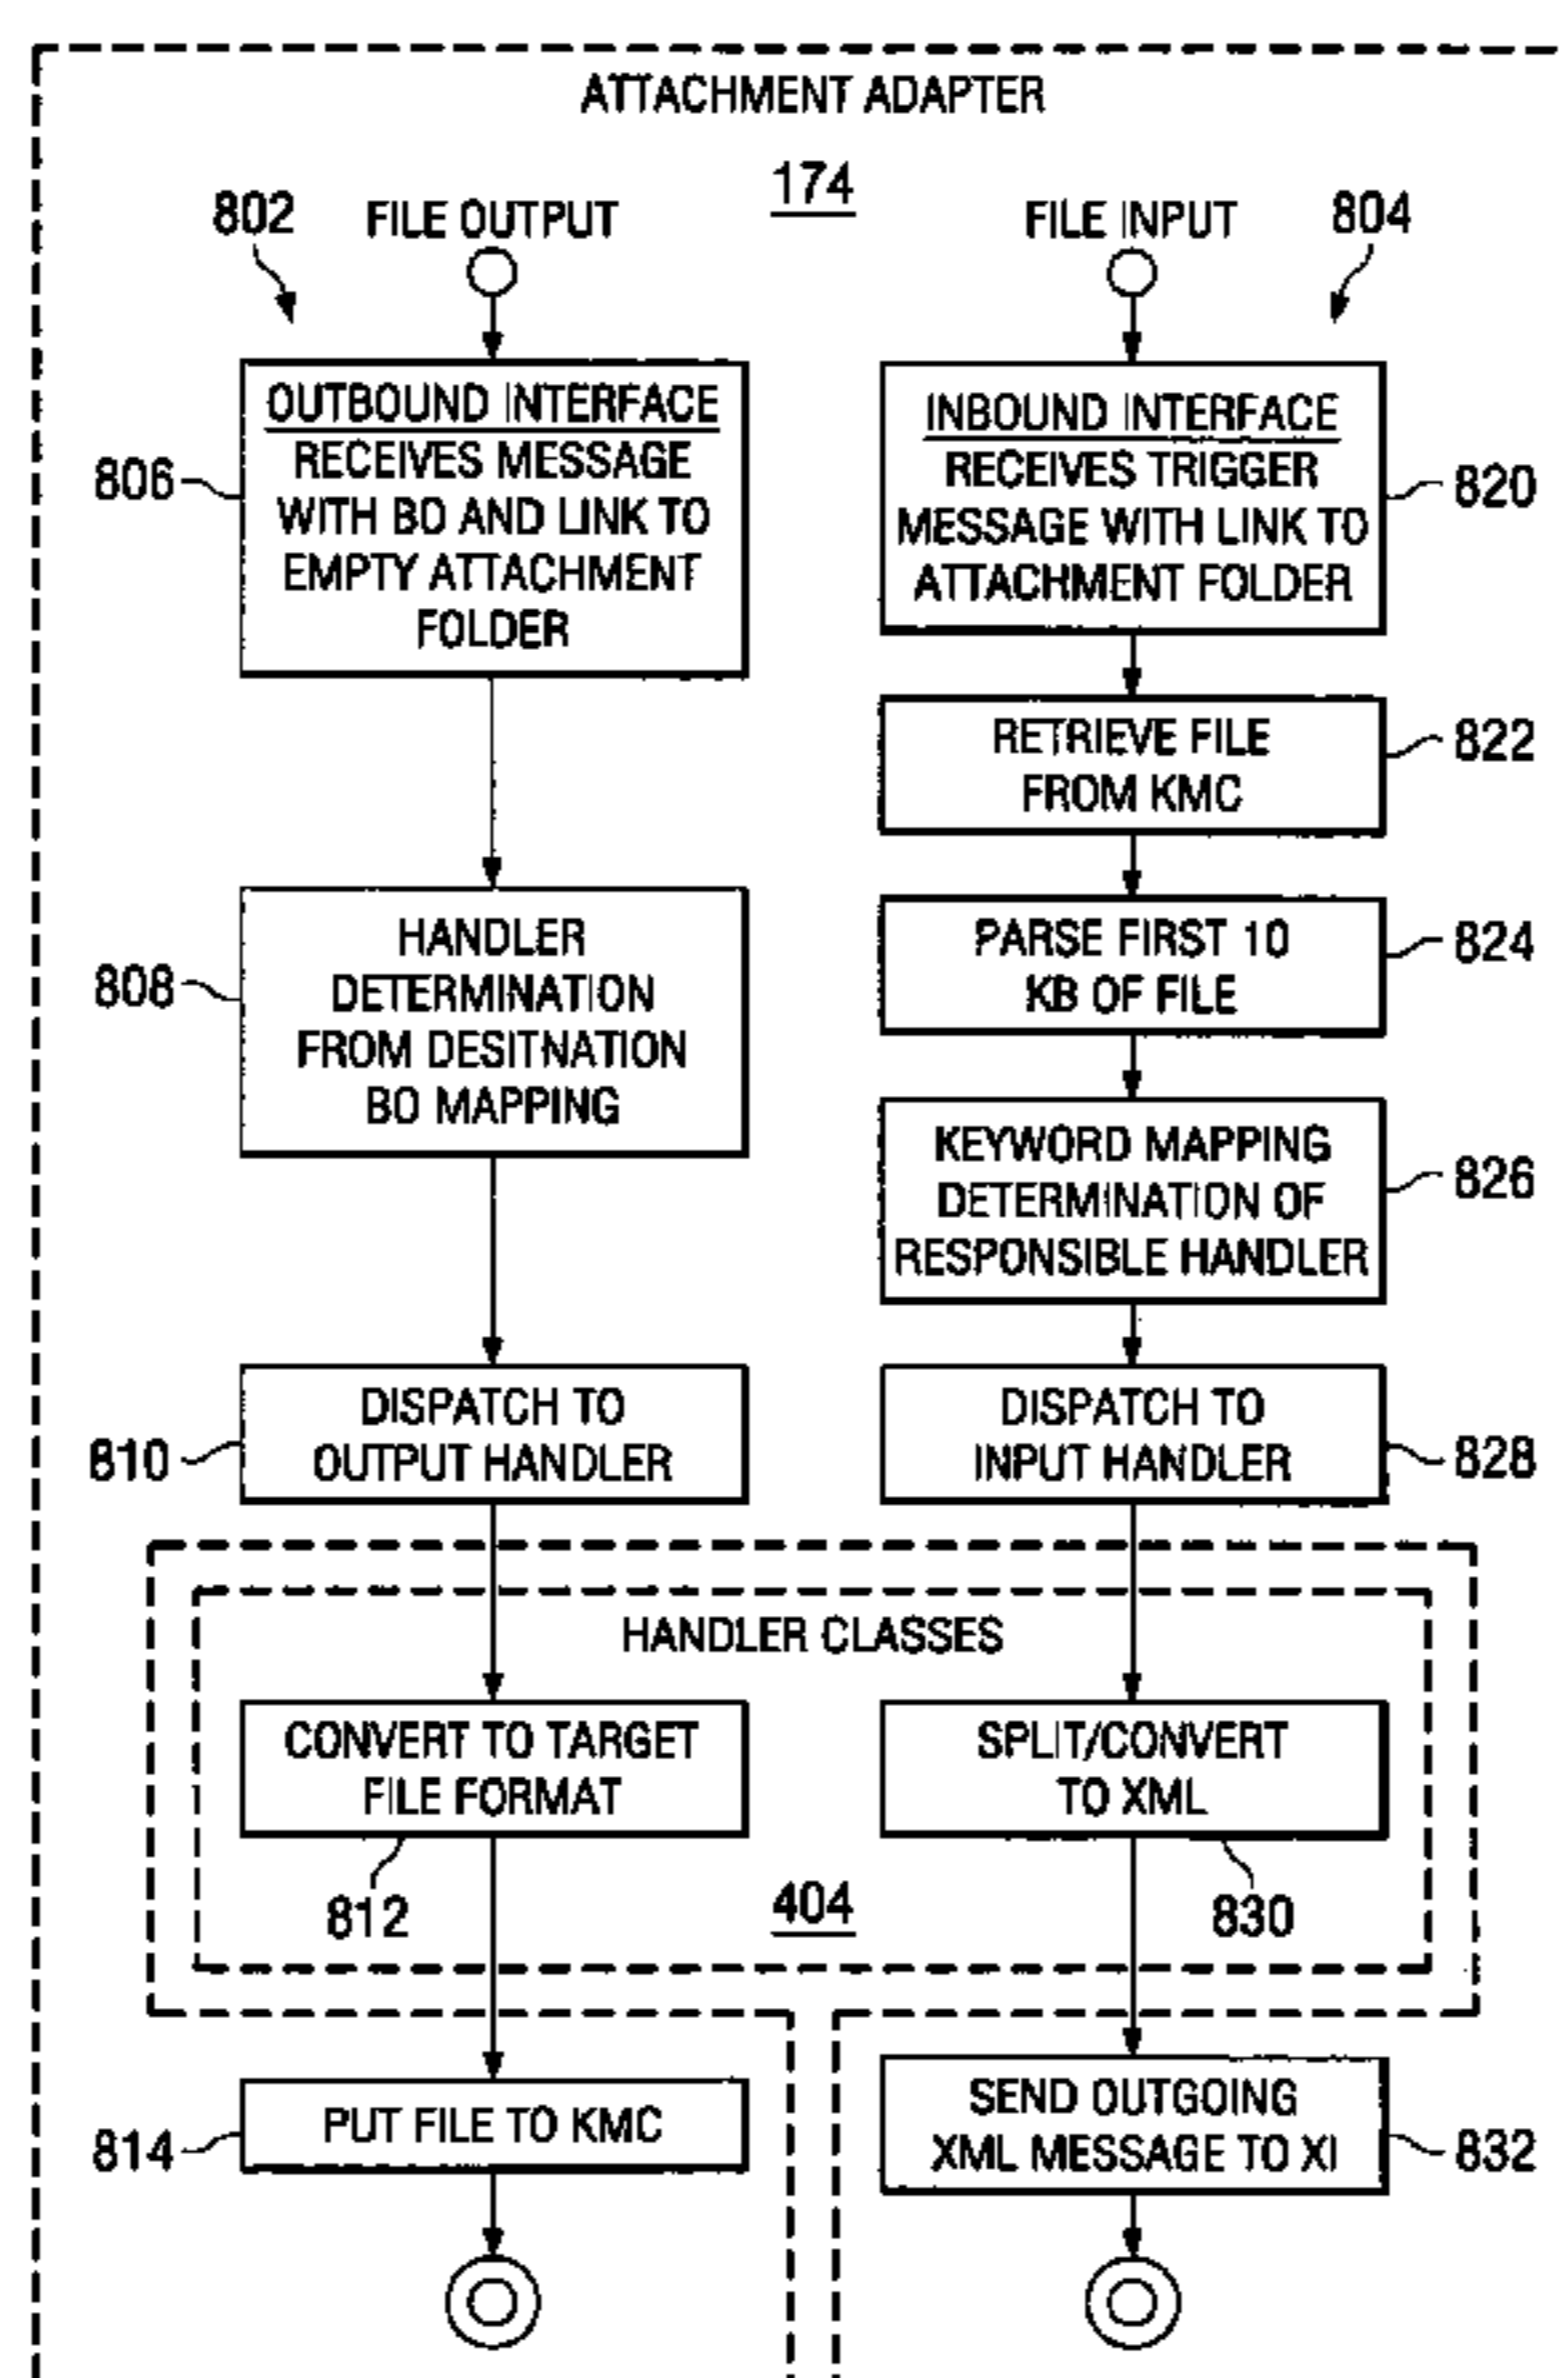 ATTACHMENT ADAPTER
174
802
FILE OUTPUT
OUTBOUND INTERFACE
RECEIVES MESSAGE
WITH BO AND LINK TO
EMPTY ATTACHMENT
FOLDER
806
HANDLER
DETERMINATION
FROM DESITNATION
BO MAPPING
808
DISPATCH TO
OUTPUT HANDLER
810
FILE INPUT
804
INBOUND INTERFACE
RECEIVES TRIGGER
MESSAGE WITH LINK TO
ATTACHMENT FOLDER
820
RETRIEVE FILE
FROM KMC
822
PARSE FIRST 10
KB OF FILE
824
KEYWORD MAPPING
DETERMINATION OF
RESPONSIBLE HANDLER
826
DISPATCH TO
INPUT HANDLER
828
HANDLER CLASSES
CONVERT TO TARGET
FILE FORMAT
812
404
SPLIT/CONVERT
TO XML
830
PUT FILE TO KMC
814
SEND OUTGOING
XML MESSAGE TO XI
832